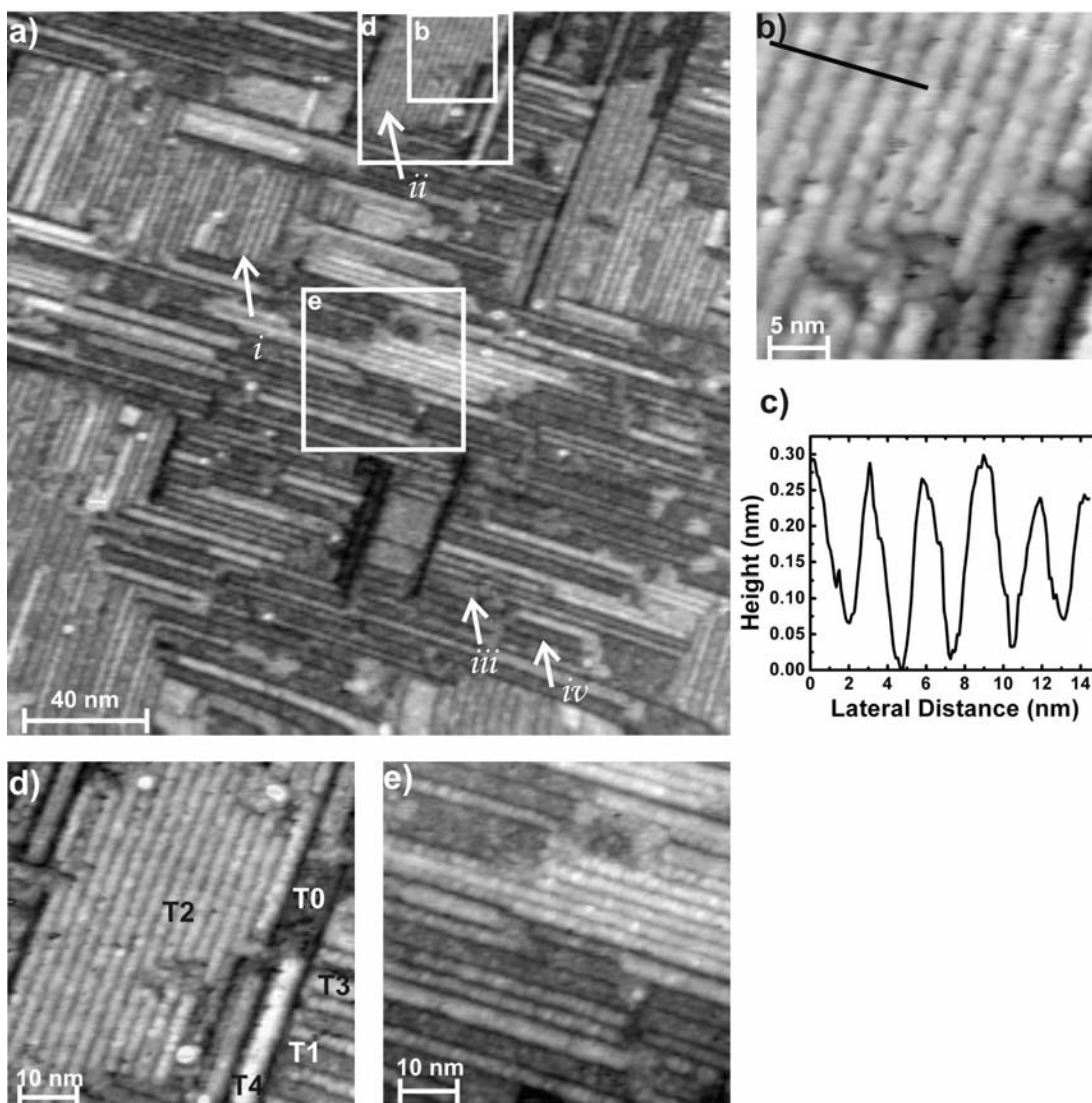 a)
d
b
ii
i
e
iii
iv
40 nm
b)
5 nm
c)
Height (nm)
0.30
0.25
0.20
0.15
0.10
0.05
0.00
0 2 4 6 8 10 12 14
Lateral Distance (nm)
d)
T0
T2
T3
T1
T4
10 nm
e)
10 nm